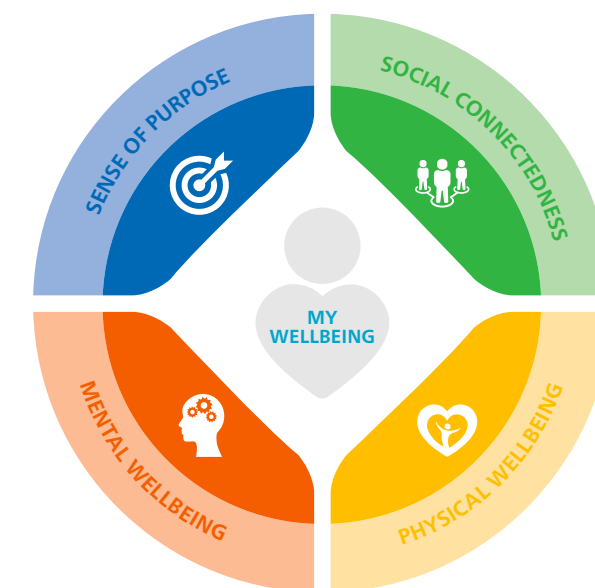 SENSE OF PURPOSE
SOCIAL CONNECTEDNESS
MY
WELLBEING
MENTAL WELLBEING
PHYSICAL WELLBEING